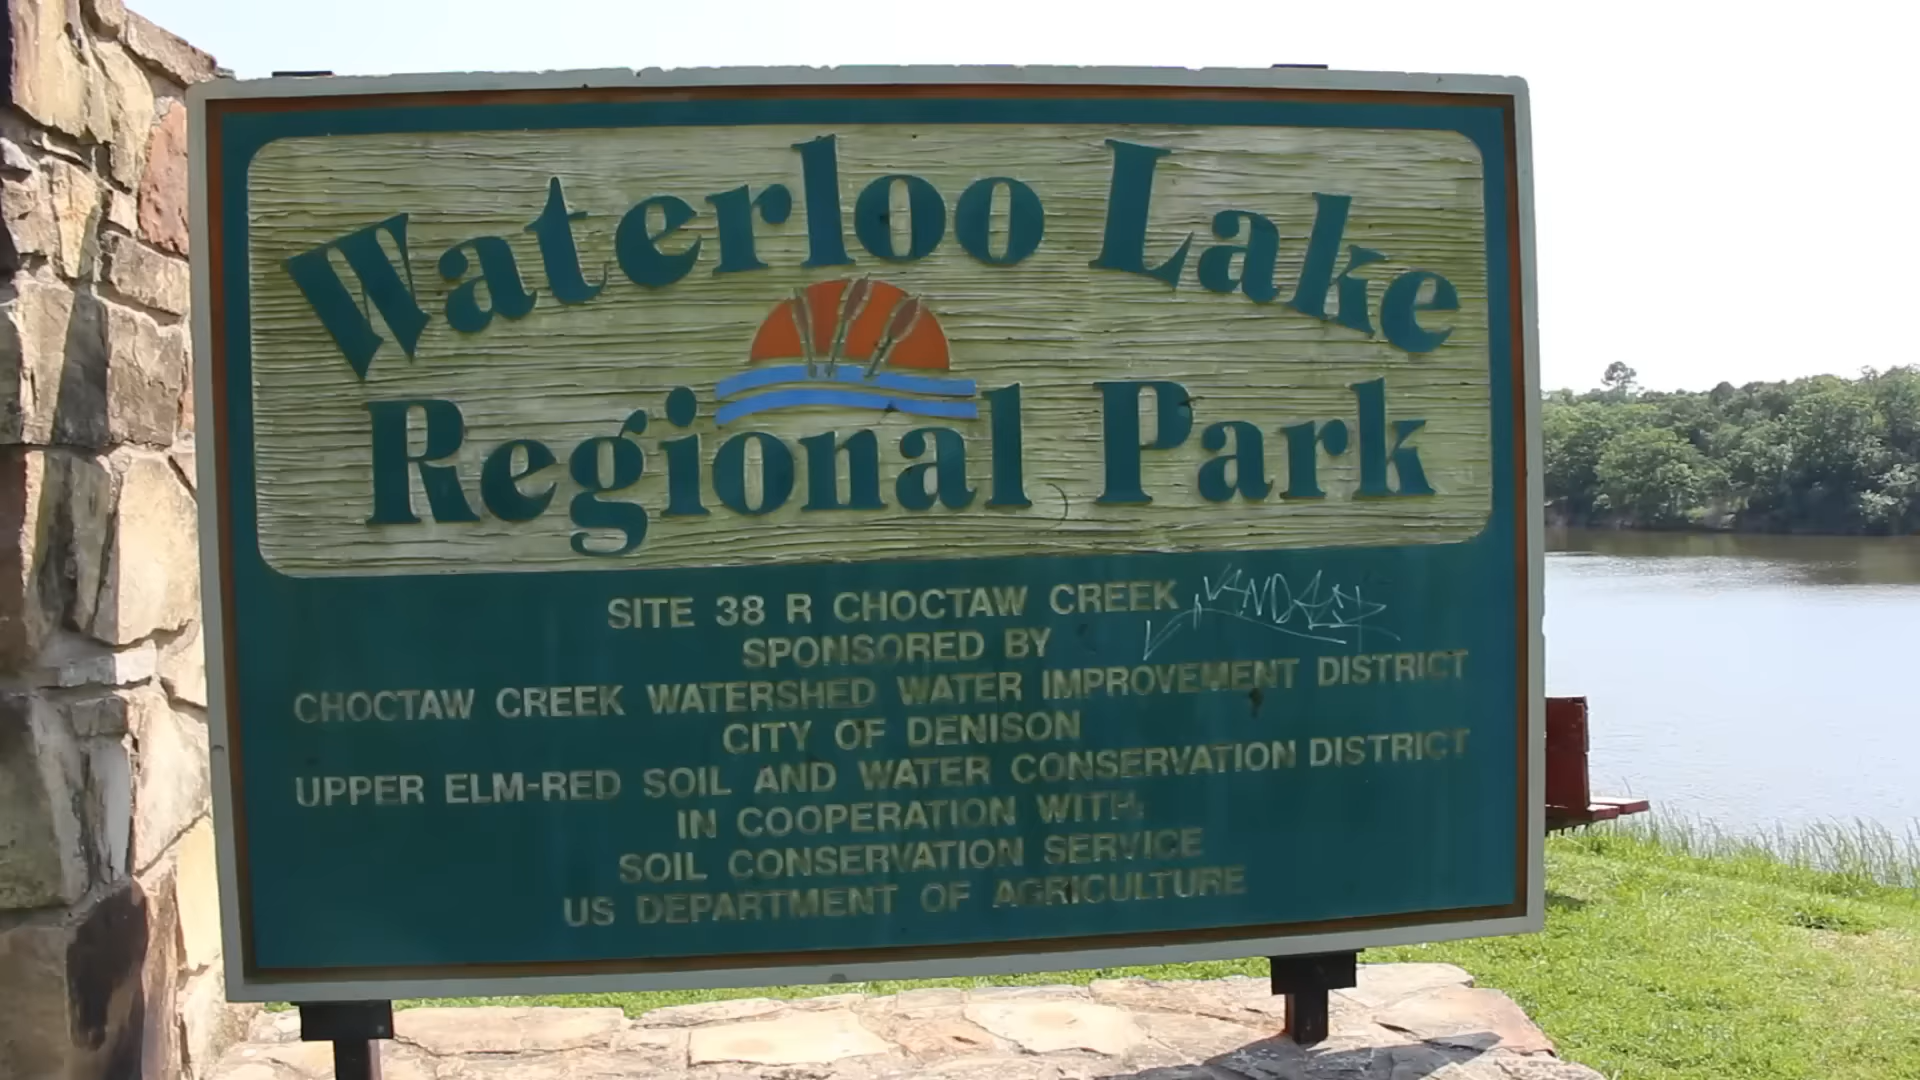 Waterloo Lake
Regional Park
SITE 38 R CHOCTAW CREEK
SPONSORED BY
CHOCTAW CREEK WATERSHED WATER IMPROVEMENT DISTRICT
CITY OF DENISON
UPPER ELM-RED SOIL AND WATER CONSERVATION DISTRICT
IN COOPERATION WITH:
SOIL CONSERVATION SERVICE
US DEPARTMENT OF AGRICULTURE